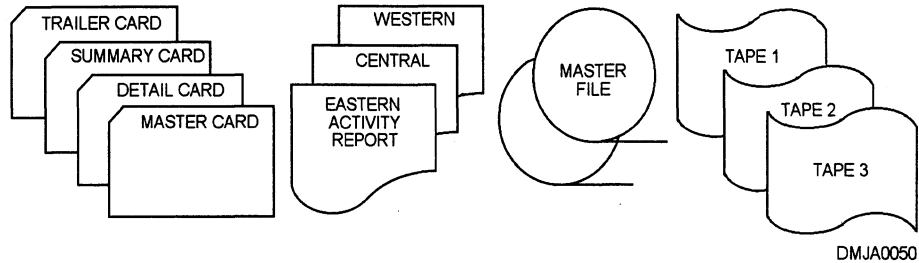 TRAILER CARD
SUMMARY CARD
DETAIL CARD
MASTER CARD
WESTERN
CENTRAL
EASTERN
ACTIVITY
REPORT
MASTER
FILE
TAPE 1
TAPE 2
TAPE 3
DMJA0050